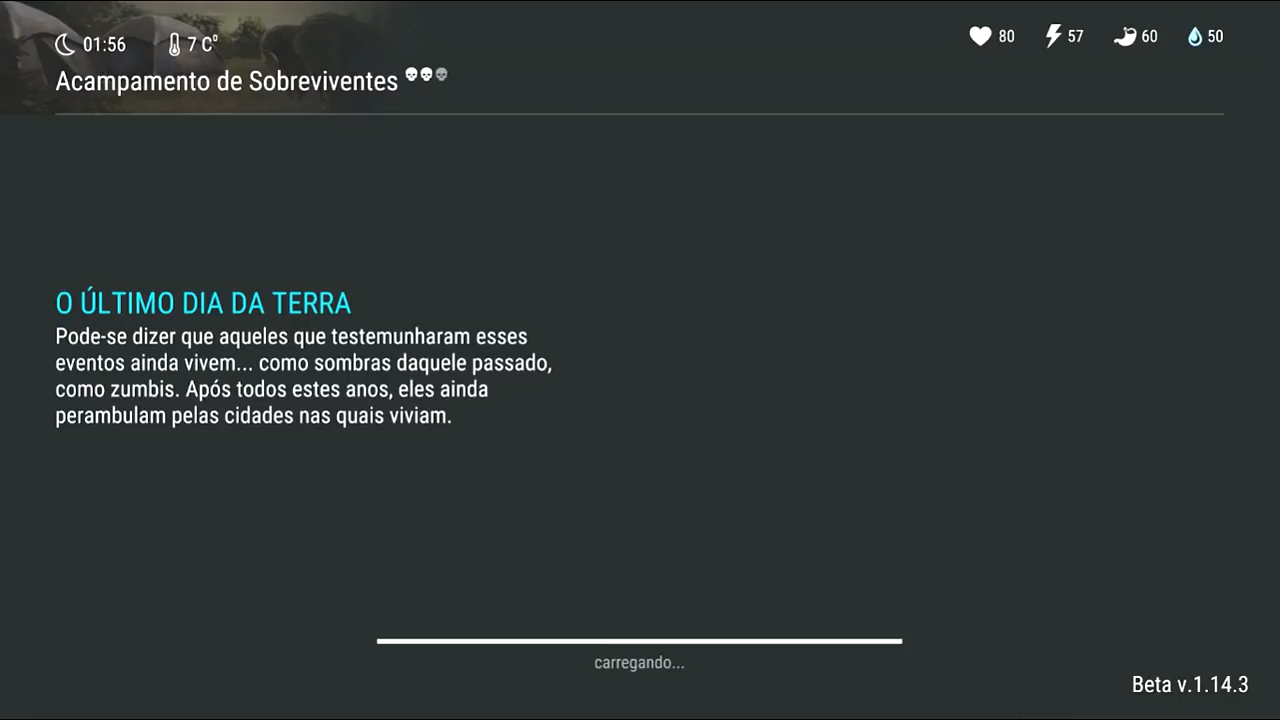 01:56 7 Cº
80 57 60 50
Acampamento de Sobreviventes
O ÚLTIMO DIA DA TERRA
Pode-se dizer que aqueles que testemunharam esses
eventos ainda vivem... como sombras daquele passado,
como zumbis. Após todos estes anos, eles ainda
perambulam pelas cidades nas quais viviam.
carregando...
Beta v.1.14.3